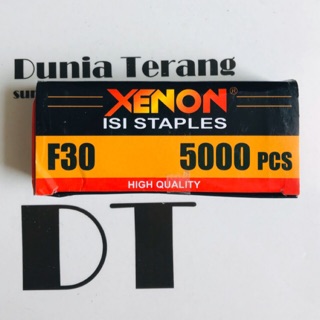 Dunia Terang
XENON®
ISI STAPLES
F30 5000 PCS
HIGH QUALITY
DT